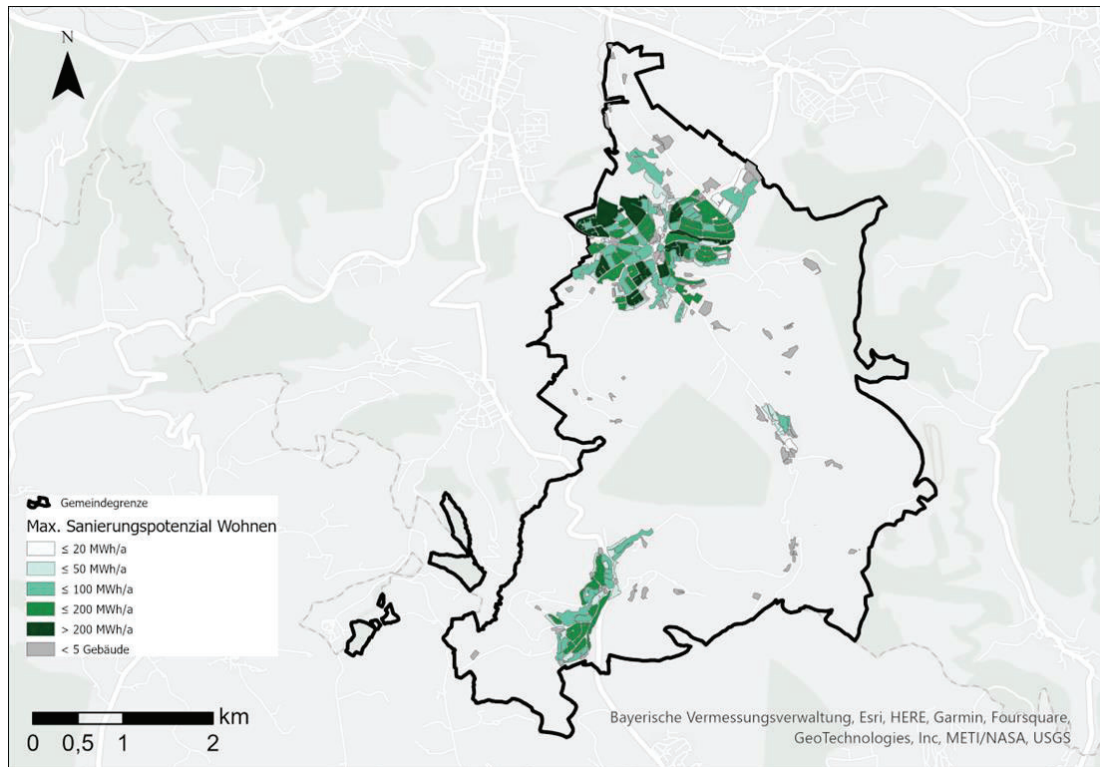 N
Gemeindegrenze
Max. Sanierungspotenzial Wohnen
≤ 20 MWh/a
≤ 50 MWh/a
≤ 100 MWh/a
≤ 200 MWh/a
> 200 MWh/a
< 5 Gebäude
km
0 0,5 1 2
Bayerische Vermessungsverwaltung, Esri, HERE, Garmin, Foursquare,
GeoTechnologies, Inc, METI/NASA, USGS